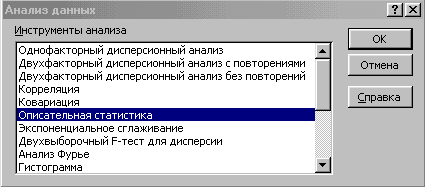 Анализ данных
Инструменты анализа
Однофакторный дисперсионный анализ
Двухфакторный дисперсионный анализ с повторениями
Двухфакторный дисперсионный анализ без повторений
Корреляция
Ковариация
Описательная статистика
Экспоненциальное сглаживание
Двухвыборочный F-тест для дисперсии
Анализ Фурье
Гистограмма
OK
Отмена
Справка